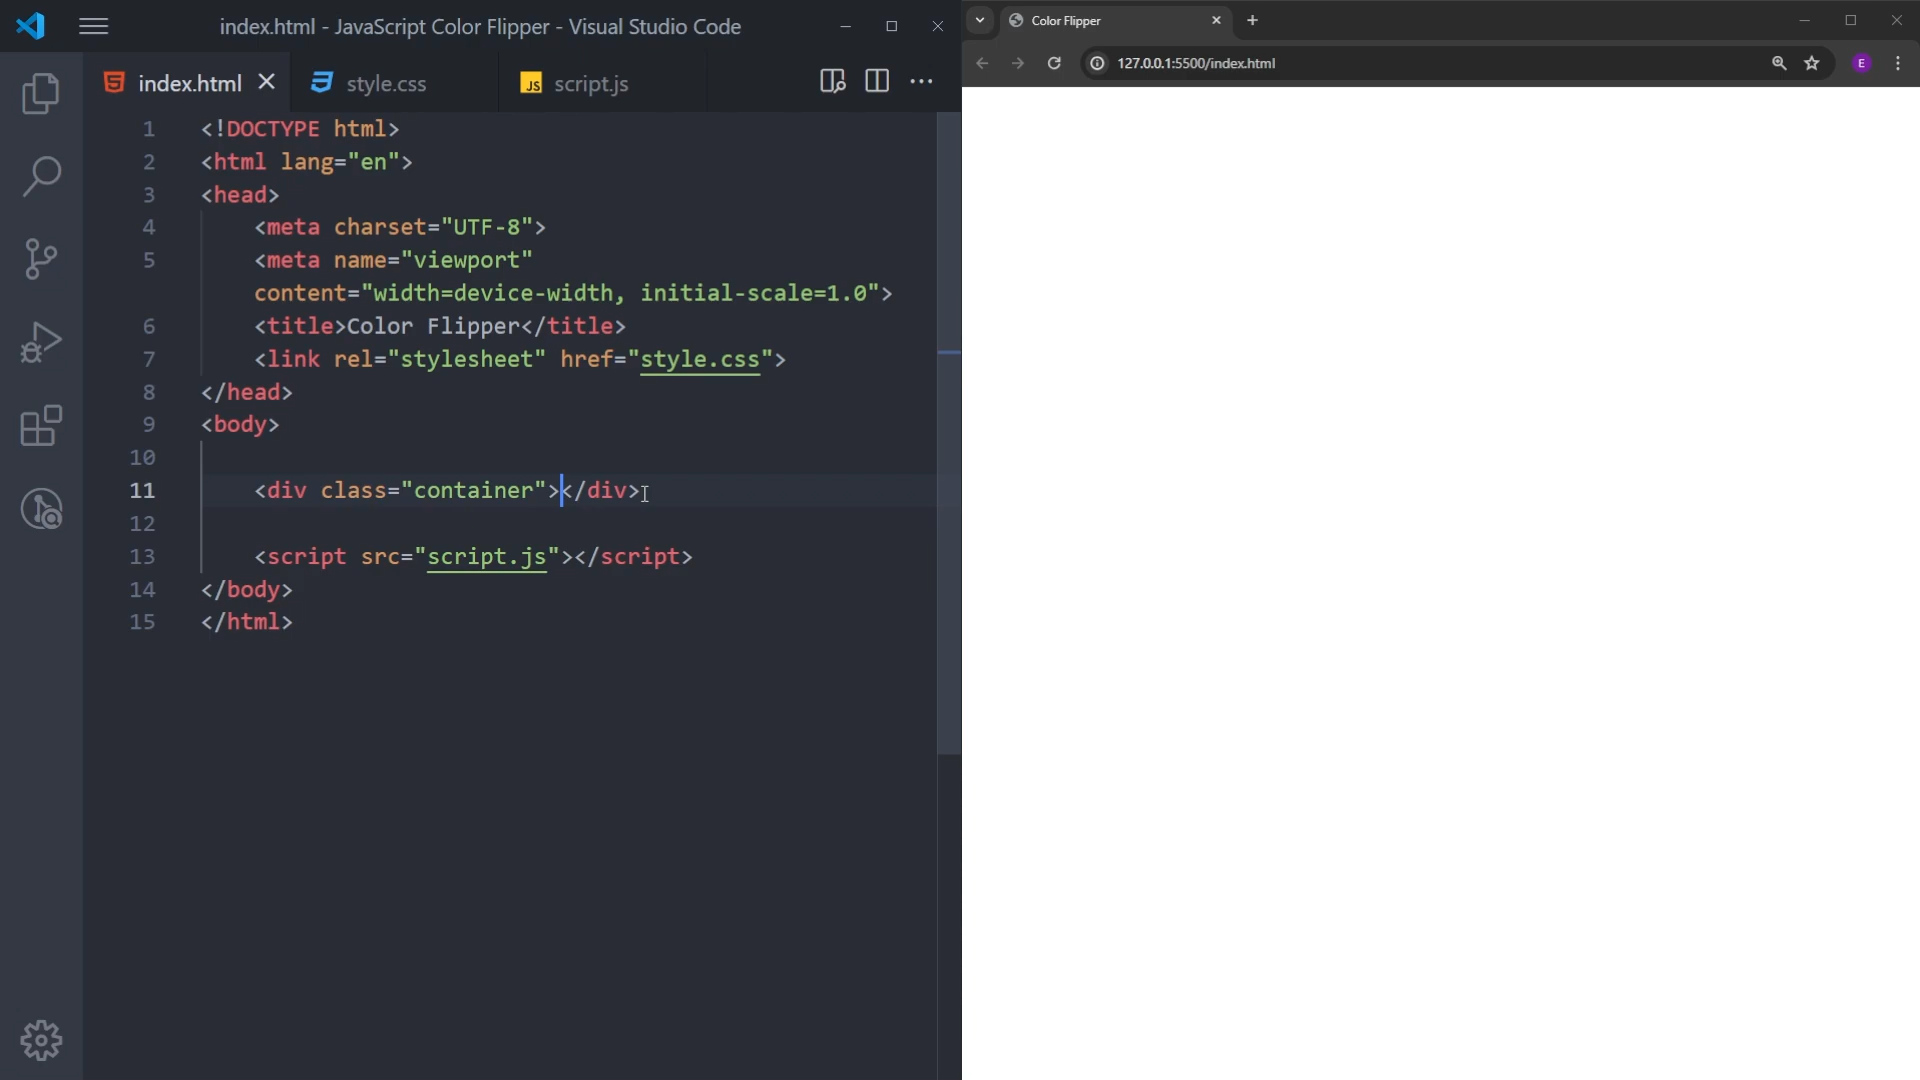 index.html - JavaScript Color Flipper - Visual Studio Code
index.html
style.css
JS script.js
1 <!DOCTYPE html>
2 <html lang="en">
3 <head>
4 <meta charset="UTF-8">
5 <meta name="viewport"
content="width=device-width, initial-scale=1.0">
6 <title>Color Flipper</title>
7 <link rel="stylesheet" href="style.css">
8 </head>
9 <body>
10
11 <div class="container"></div>
12
13 <script src="script.js"></script>
14 </body>
15 </html>
Color Flipper
127.0.0.1:5500/index.html
E